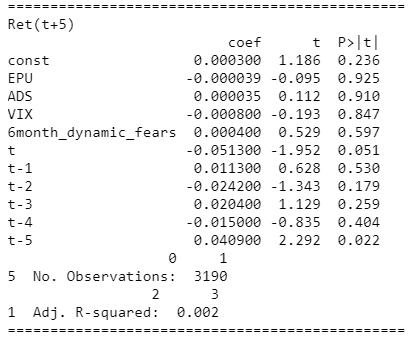 ================================================
Ret(t+5)
coef t P>|t|
const 0.000300 1.186 0.236
EPU -0.000039 -0.095 0.925
ADS 0.000035 0.112 0.910
VIX -0.000800 -0.193 0.847
6month_dynamic_fears 0.000400 0.529 0.597
t -0.051300 -1.952 0.051
t-1 0.011300 0.628 0.530
t-2 -0.024200 -1.343 0.179
t-3 0.020400 1.129 0.259
t-4 -0.015000 -0.835 0.404
t-5 0.040900 2.292 0.022
0 1
5 No. Observations: 3190
2 3
1 Adj. R-squared: 0.002
================================================